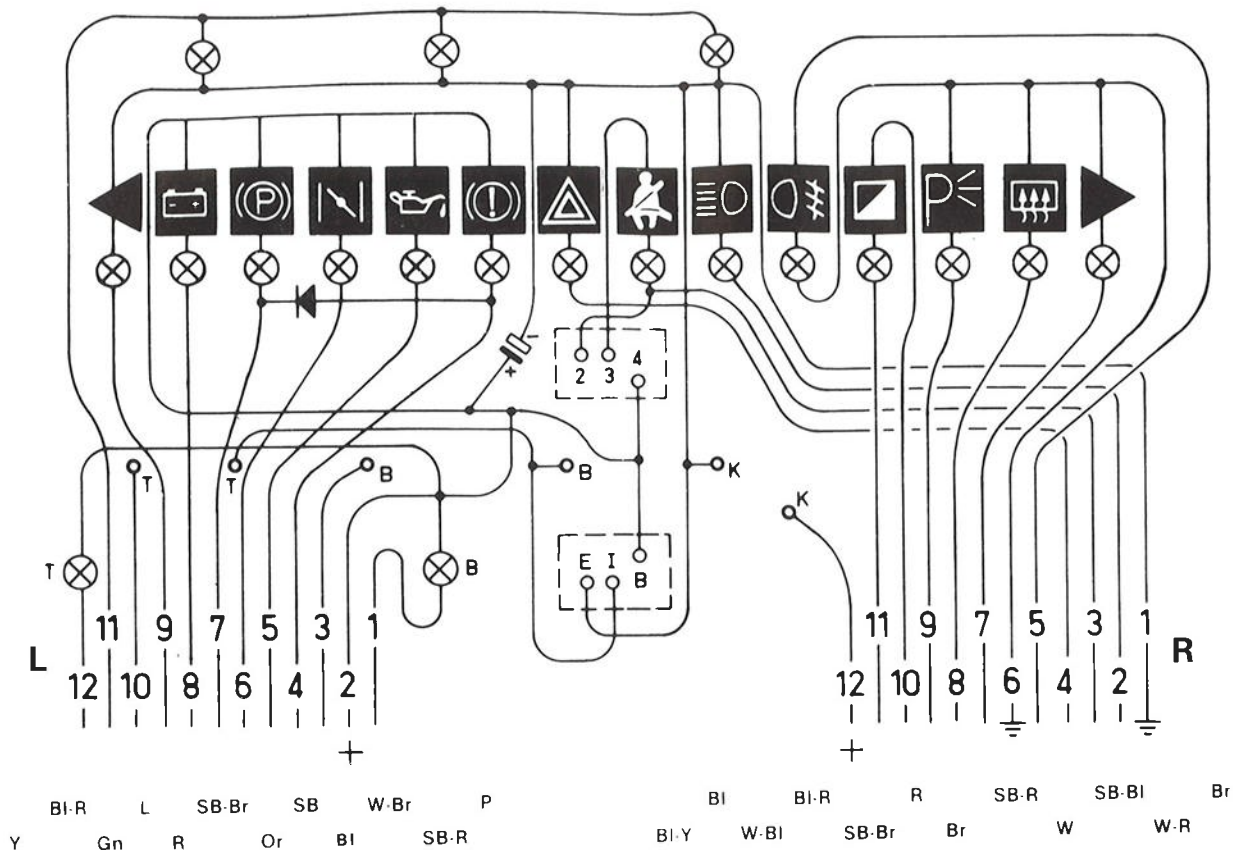 P
- +
2 3 4
+ -
T T B B K
K
T B E I B
11 9 7 5 3 1 11 9 7 5 3 1
L R
12 10 8 6 4 2 12 10 8 6 4 2
+ +
Bl-R L SB-Br SB W-Br P Bl Bl-R R SB-R SB-Bl Br
Y Gn R Or Bl SB-R Bl-Y W-Bl SB-Br Br W W-R